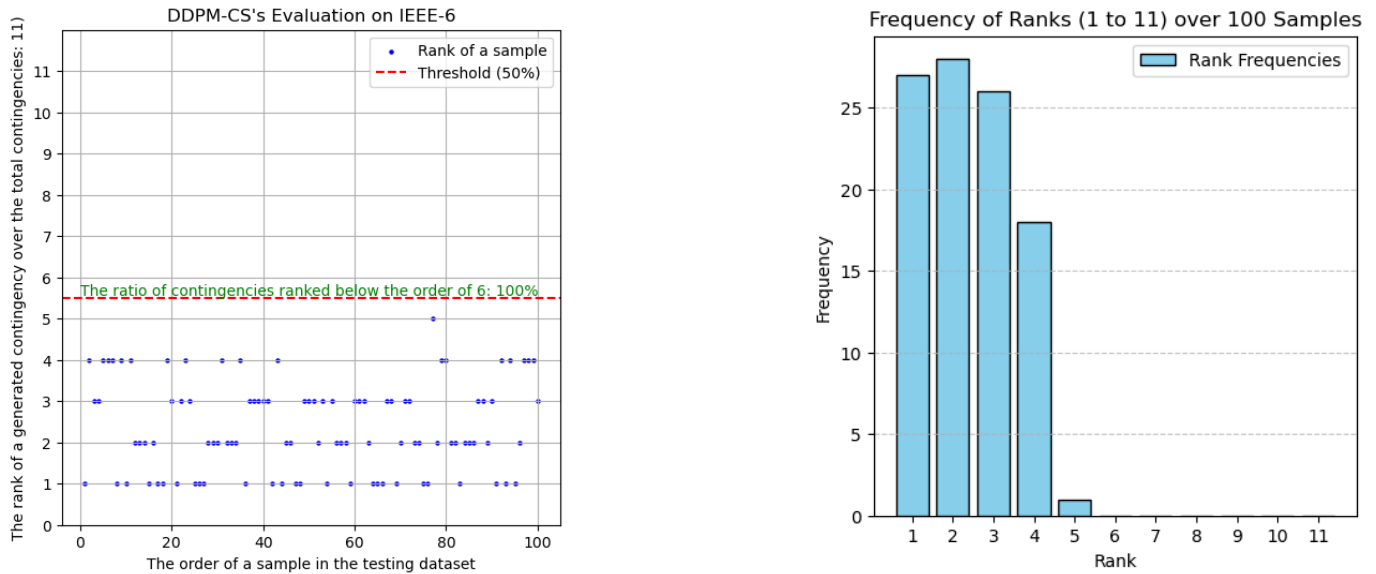 DDPM-CS's Evaluation on IEEE-6
The rank of a generated contingency over the total contingencies: 11)
11
10
9
8
7
6
5
4
3
2
1
0
Rank of a sample
Threshold (50%)
The ratio of contingencies ranked below the order of 6: 100%
0 20 40 60 80 100
The order of a sample in the testing dataset
Frequency of Ranks (1 to 11) over 100 Samples
Frequency
25
20
15
10
5
0
Rank Frequencies
1 2 3 4 5 6 7 8 9 10 11
Rank